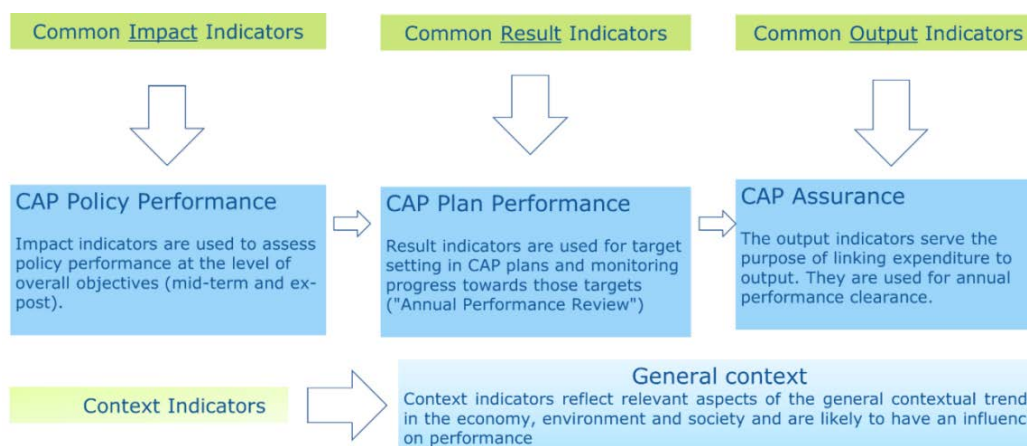 Common Impact Indicators
Common Result Indicators
Common Output Indicators
CAP Policy Performance
Impact indicators are used to assess
policy performance at the level of
overall objectives (mid-term and ex-
post).
CAP Plan Performance
Result indicators are used for target
setting in CAP plans and monitoring
progress towards those targets
("Annual Performance Review")
CAP Assurance
The output indicators serve the
purpose of linking expenditure to
output. They are used for annual
performance clearance.
Context Indicators
General context
Context indicators reflect relevant aspects of the general contextual trend
in the economy, environment and society and are likely to have an influenc
on performance